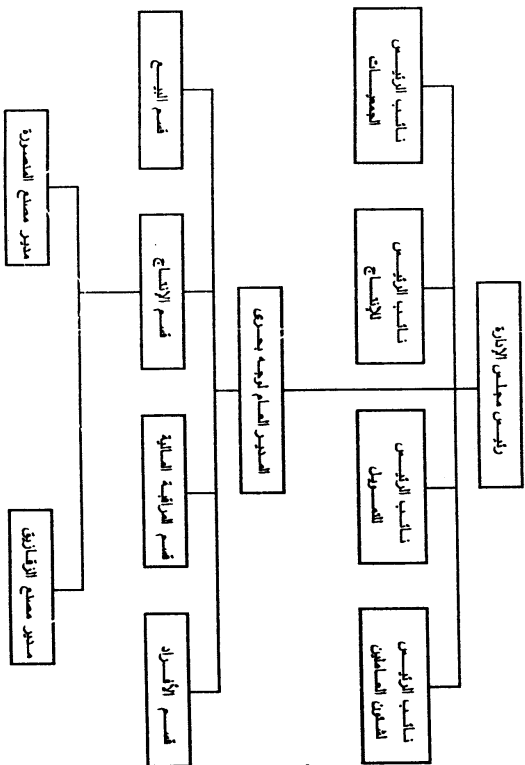 رئيس مجلس الإدارة
نائب الرئيس
لشئون العاملين
نائب الرئيس
للتمويل
نائب الرئيس
للإنتاج
نائب الرئيس
المدير العام لوجه بحرى
قسم الأفراد
قسم المراقبة المالية
قسم الإنتاج
قسم البيع
مدير مصنع الزقازيق
مدير مصنع المنصورة